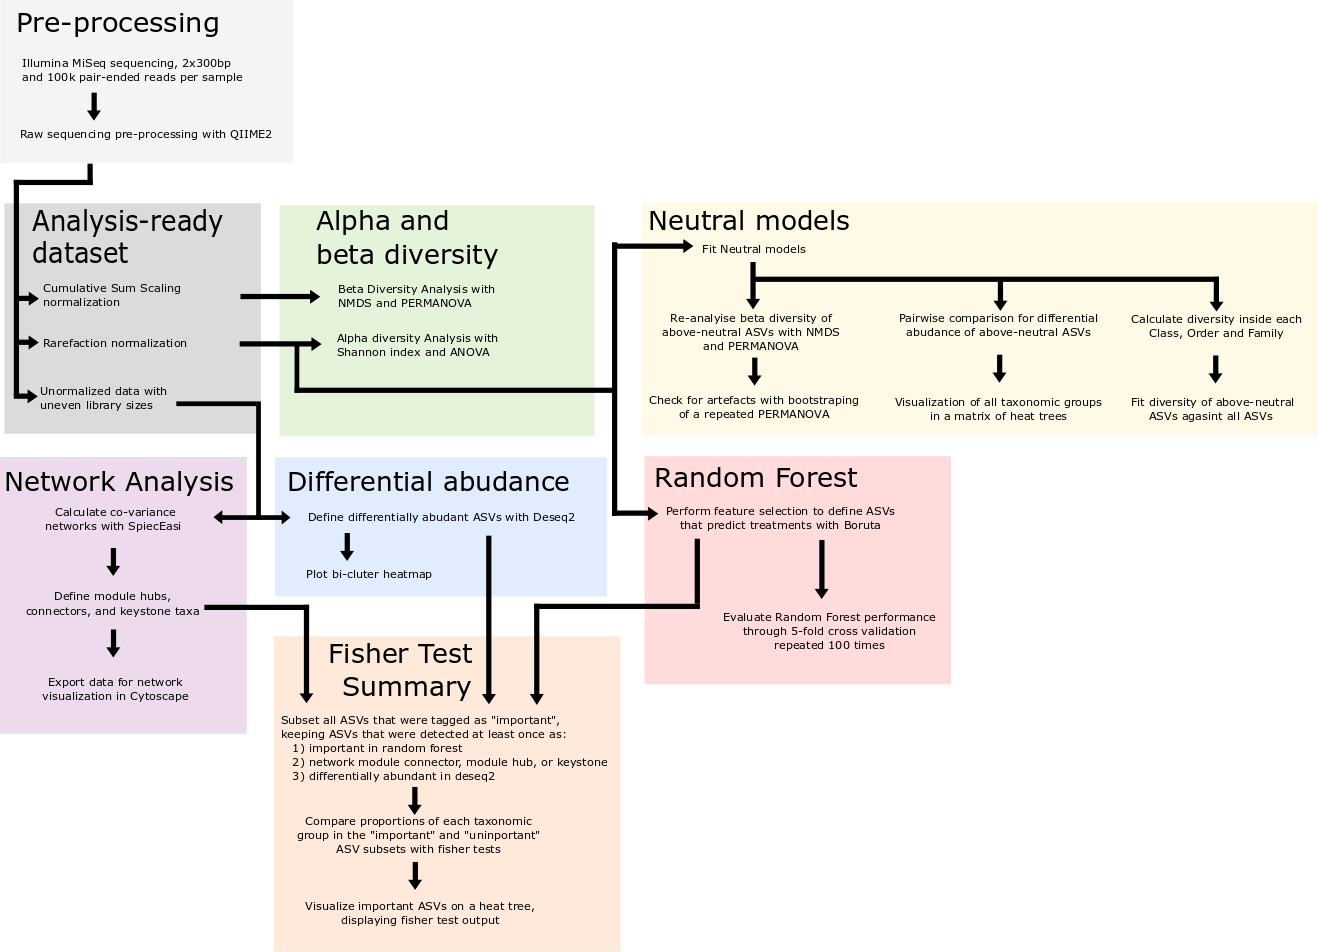 Pre-processing
Illumina MiSeq sequencing, 2x300bp
and 100k pair-ended reads per sample
Raw sequencing pre-processing with QIIME2
Analysis-ready
dataset
Cumulative Sum Scaling
normalization
Rarefaction normalization
Unormalized data with
uneven library sizes
Alpha and
beta diversity
Beta Diversity Analysis with
NMDS and PERMANOVA
Alpha diversity Analysis with
Shannon index and ANOVA
Neutral models
Fit Neutral models
Re-analyise beta diversity of
above-neutral ASVs with NMDS
and PERMANOVA
Check for artefacts with bootstraping
of a repeated PERMANOVA
Pairwise comparison for differential
abudance of above-neutral ASVs
Visualization of all taxonomic groups
in a matrix of heat trees
Calculate diversity inside each
Class, Order and Family
Fit diversity of above-neutral
ASVs agasint all ASVs
Network Analysis
Calculate co-variance
networks with SpiecEasi
Define module hubs,
connectors, and keystone taxa
Export data for network
visualization in Cytoscape
Differential abudance
Define differentially abudant ASVs with Deseq2
Plot bi-cluter heatmap
Random Forest
Perform feature selection to define ASVs
that predict treatments with Boruta
Evaluate Random Forest performance
through 5-fold cross validation
repeated 100 times
Fisher Test
Summary
Subset all ASVs that were tagged as "important",
keeping ASVs that were detected at least once as:
1) important in random forest
2) network module connector, module hub, or keystone
3) differentially abundant in deseq2
Compare proportions of each taxonomic
group in the "important" and "uninportant"
ASV subsets with fisher tests
Visualize important ASVs on a heat tree,
displaying fisher test output